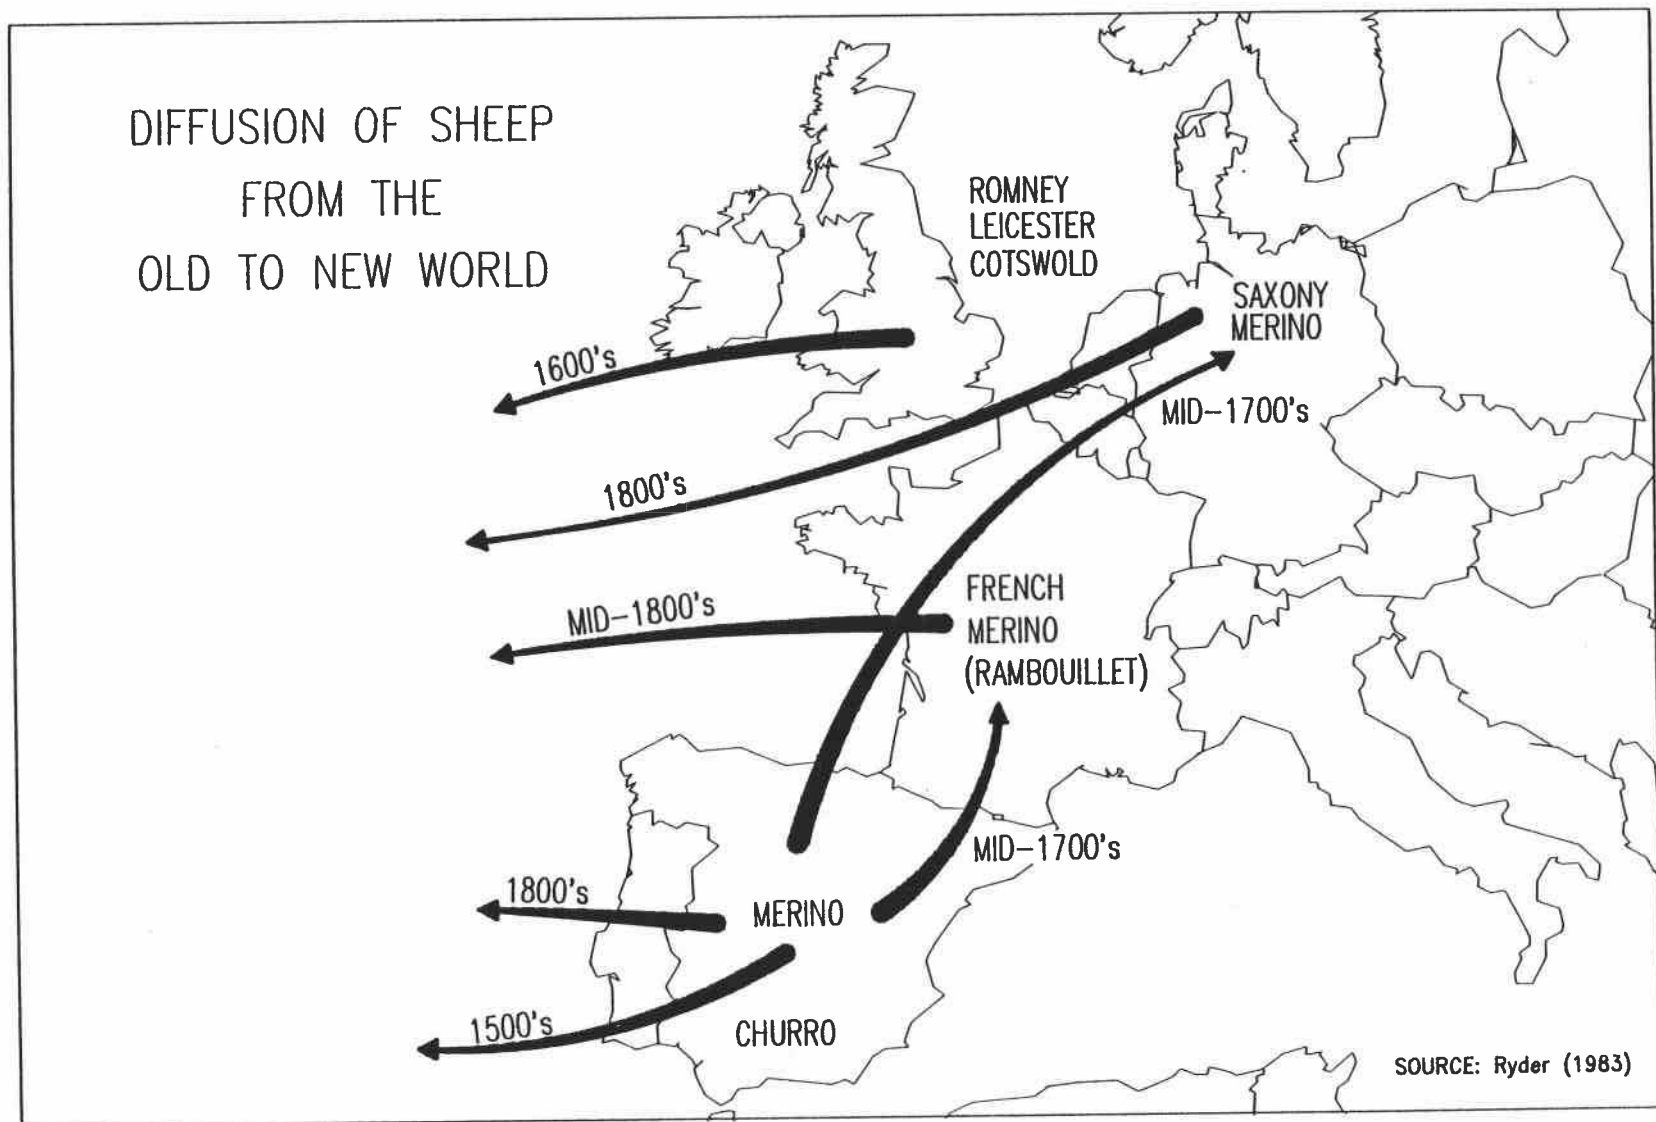 DIFFUSION OF SHEEP
FROM THE
OLD TO NEW WORLD
ROMNEY
LEICESTER
COTSWOLD
SAXONY
MERINO
1600's
MID-1700's
1800's
FRENCH
MERINO
(RAMBOUILLET)
MID-1800's
MID-1700's
1800's
MERINO
1500's
CHURRO
SOURCE: Ryder (1983)